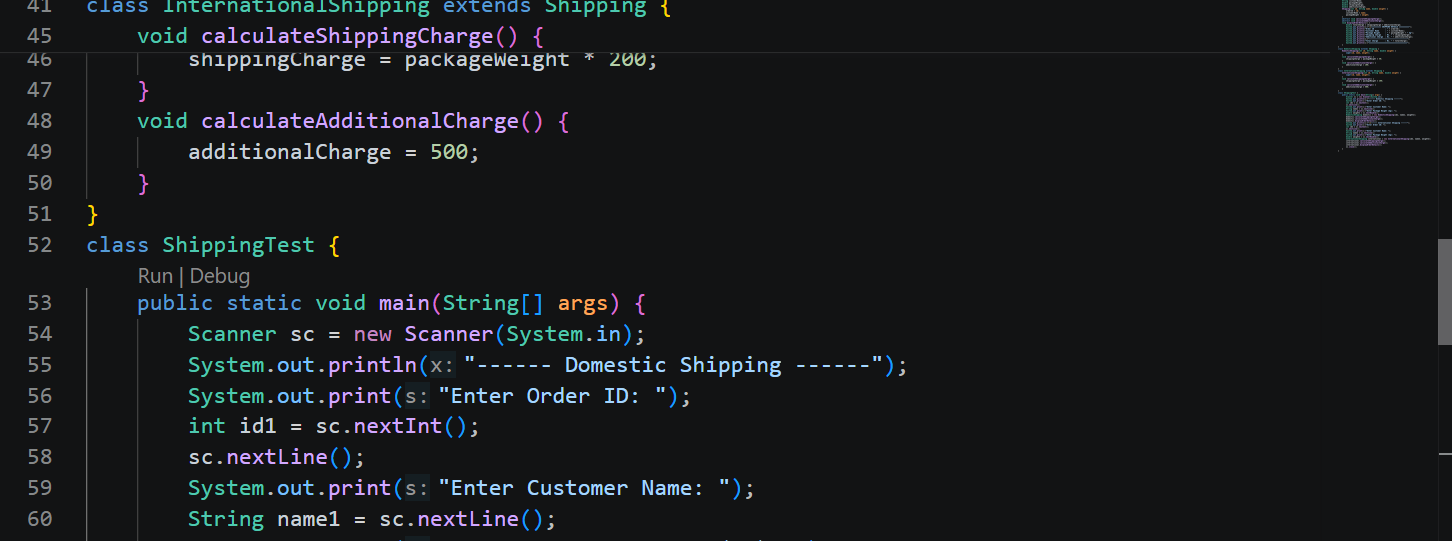 41 class InternationalShipping extends Shipping {
45 void calculateShippingCharge() {
46 shippingCharge = packageWeight * 200;
47 }
48 void calculateAdditionalCharge() {
49 additionalCharge = 500;
50 }
51 }
52 class ShippingTest {
Run | Debug
53 public static void main(String[] args) {
54 Scanner sc = new Scanner(System.in);
55 System.out.println(x: "------ Domestic Shipping ------");
56 System.out.print(s: "Enter Order ID: ");
57 int id1 = sc.nextInt();
58 sc.nextLine();
59 System.out.print(s: "Enter Customer Name: ");
60 String name1 = sc.nextLine();